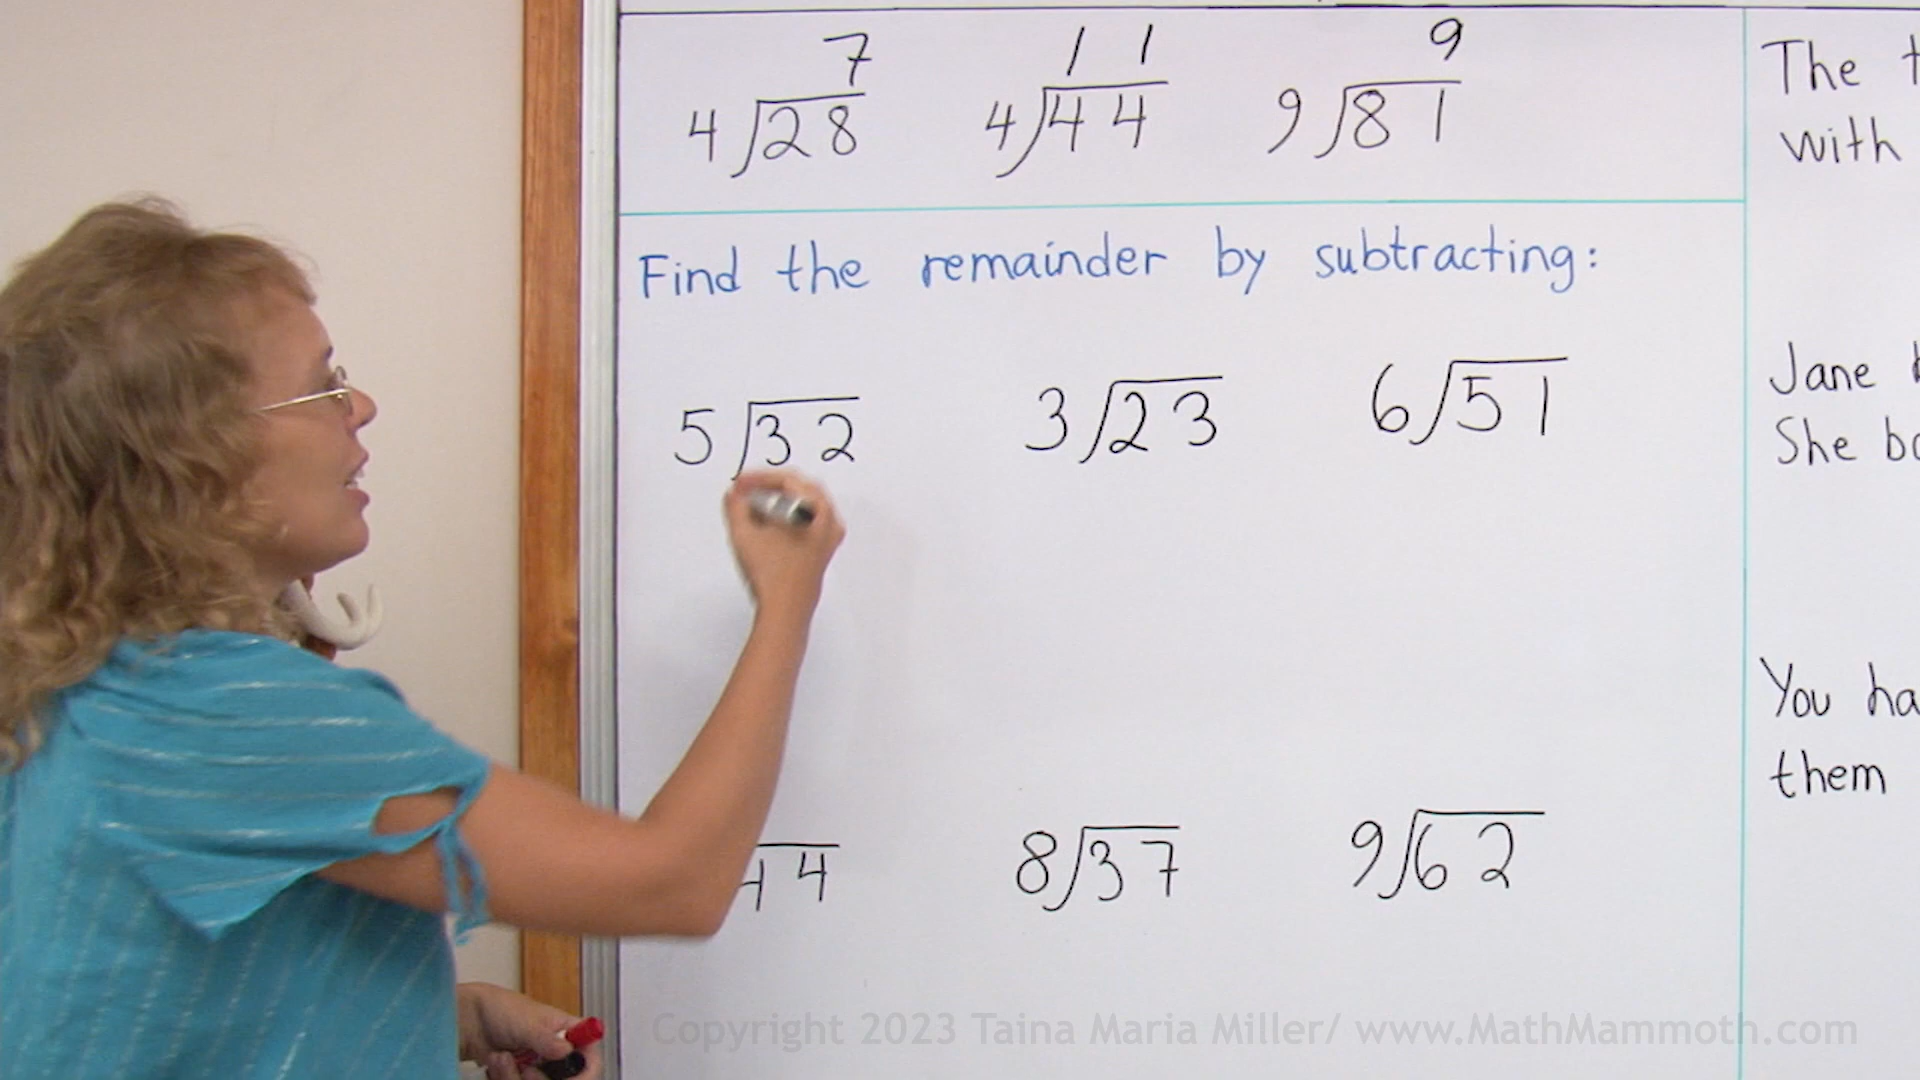 7 11 9
4)28 4)44 9)81
Find the remainder by subtracting:
5)32 3)23 6)51
44 8)37 9)62
The
with
Jane
She
You
them
Copyright 2023 Taina Maria Miller/ www.MathMammoth.com